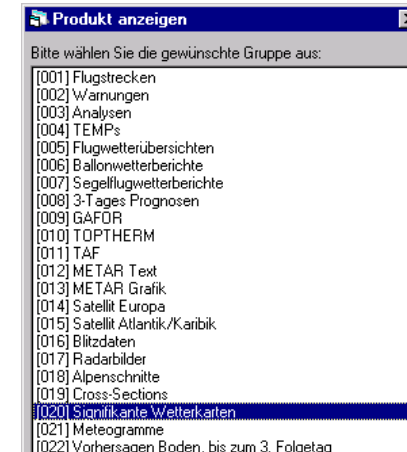 Produkt anzeigen
Bitte wählen Sie die gewünschte Gruppe aus:
[001] Flugstrecken
[002] Warnungen
[003] Analysen
[004] TEMPs
[005] Flugwetterübersichten
[006] Ballonwetterberichte
[007] Segelflugwetterberichte
[008] 3-Tages Prognosen
[009] GAFOR
[010] TOPTHERM
[011] TAF
[012] METAR Text
[013] METAR Grafik
[014] Satellit Europa
[015] Satellit Atlantik/Karibik
[016] Blitzdaten
[017] Radarbilder
[018] Alpenschnitte
[019] Cross-Sections
[020] Signifikante Wetterkarten
[021] Meteogramme
[022] Vorhersagen Boden, bis zum 3. Folgetag